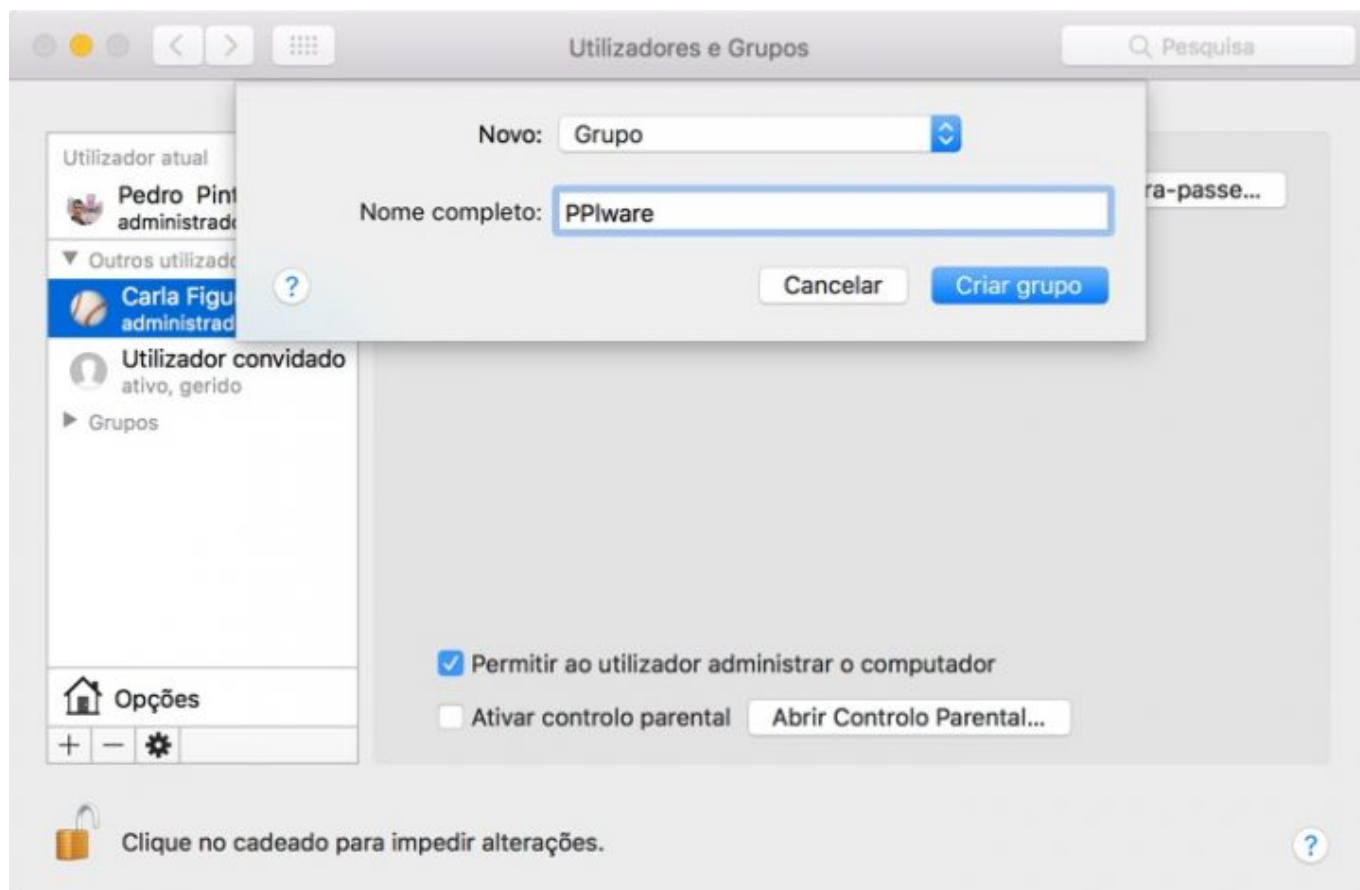 Utilizadores e Grupos
Pesquisa
Novo: Grupo
Nome completo: PPlware
? Cancelar Criar grupo
Utilizador atual
Pedro Pint
administrado
Outros utilizado
Carla Figu
administrad
Utilizador convidado
ativo, gerido
Grupos
Opções
+ −
ra-passe...
Permitir ao utilizador administrar o computador
Ativar controlo parental Abrir Controlo Parental...
Clique no cadeado para impedir alterações.
?